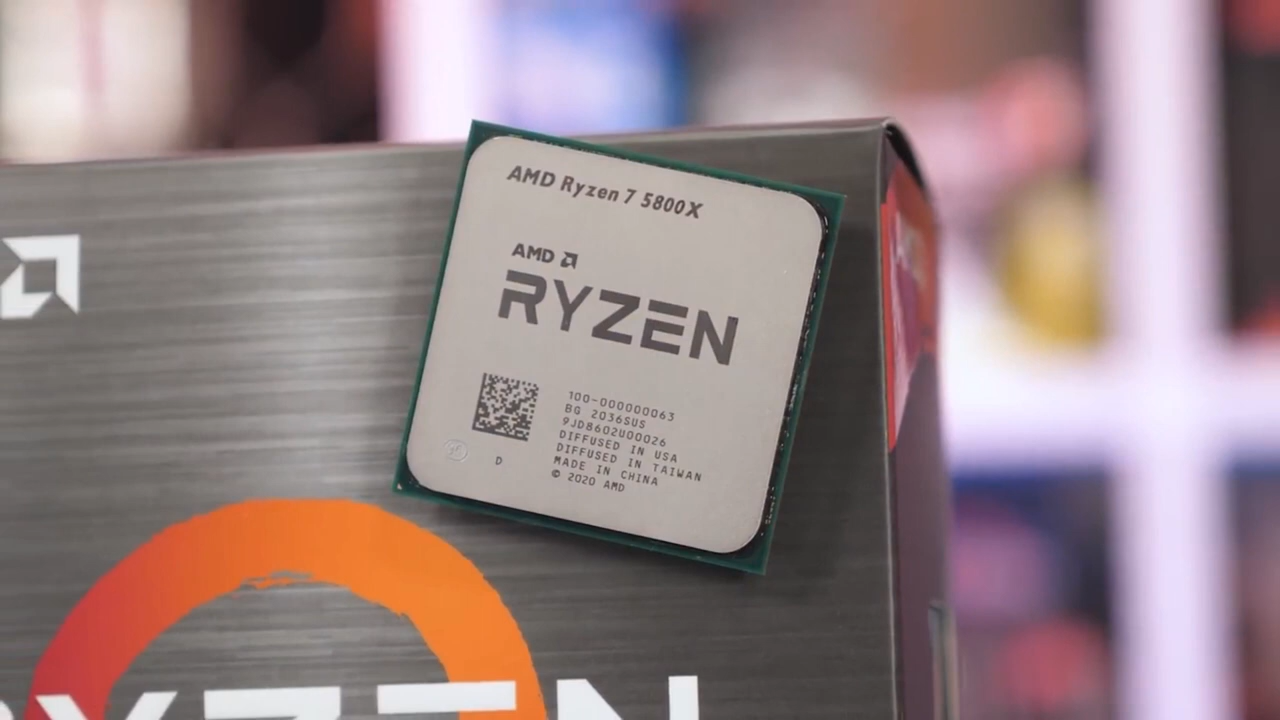 AMD Ryzen 7 5800X
AMD
RYZEN
100-000000063
BG 2036SUS
9JD8602U00026
DIFFUSED IN USA
DIFFUSED IN TAIWAN
MADE IN CHINA
© 2020 AMD
D
RYZEN